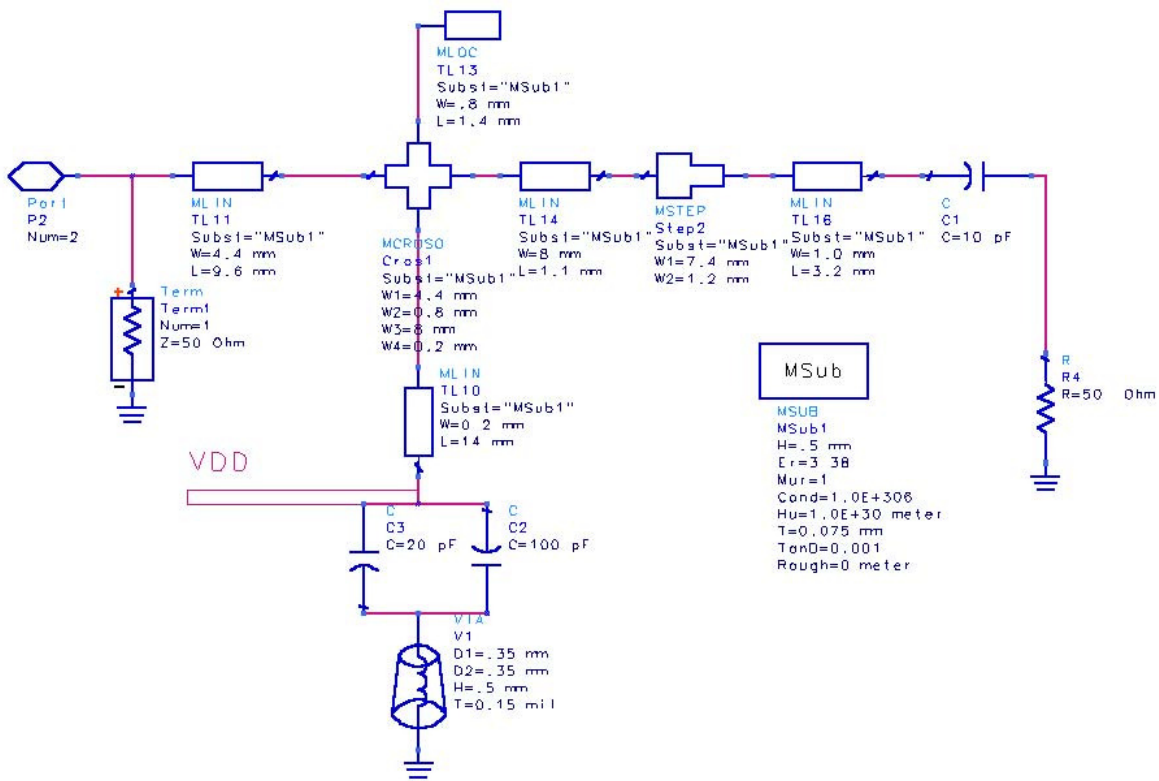 MLOC
TL13
Subst="MSub1"
W=.8 mm
L=1.4 mm
Port
P2
Num=2
MLIN
TL11
Subst="MSub1"
W=4.4 mm
L=9.6 mm
MCROSO
Cros1
Subst="MSub1"
W1=4.4 mm
W2=0.8 mm
W3=8 mm
W4=0.2 mm
MLIN
TL14
Subst="MSub1"
W=8 mm
L=1.1 mm
MSTEP
Step2
Subst="MSub1"
W1=7.4 mm
W2=1.2 mm
MLIN
TL16
Subst="MSub1"
W=1.0 mm
L=3.2 mm
C
C1
C=10 pF
+
Term
Term1
Num=1
Z=50 Ohm
-
MLIN
TL10
Subst="MSub1"
W=0.2 mm
L=14 mm
MSub
MSUB
MSub1
H=.5 mm
Er=3.38
Mur=1
Cond=1.0E+306
Hu=1.0E+30 meter
T=0.075 mm
TanD=0.001
Rough=0 meter
R
R4
R=50 Ohm
VDD
C
C3
C=20 pF
C
C2
C=100 pF
VIA
V1
D1=.35 mm
D2=.35 mm
H=.5 mm
T=0.15 mil